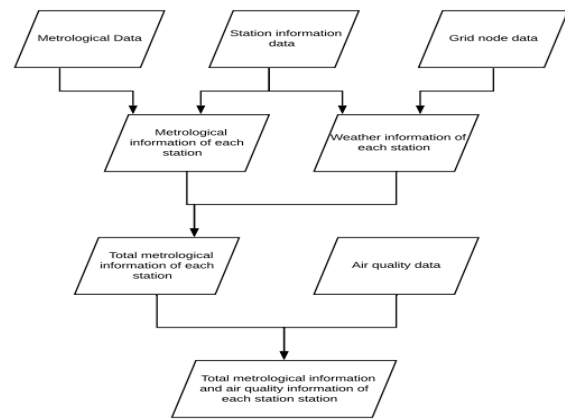 Metrological Data
Station information
data
Grid node data
Metrological
information of each
station
Weather information of
each station
Total metrological
information of each
station
Air quality data
Total metrological information
and air quality information of
each station station